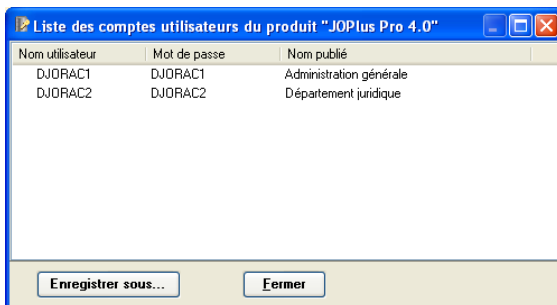 Liste des comptes utilisateurs du produit "JOPlus Pro 4.0"
Nom utilisateur Mot de passe Nom publié
DJORAC1 DJORAC1 Administration générale
DJORAC2 DJORAC2 Département juridique
Enregistrer sous... Fermer